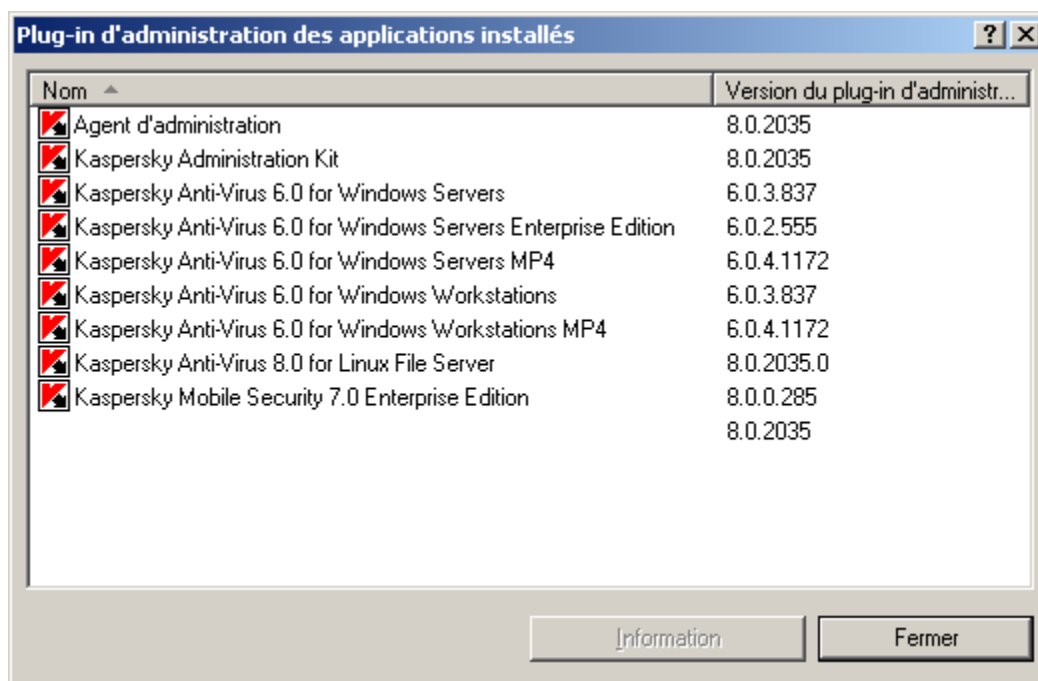 Plug-in d'administration des applications installés
Nom Version du plug-in d'administr...
Agent d'administration 8.0.2035
Kaspersky Administration Kit 8.0.2035
Kaspersky Anti-Virus 6.0 for Windows Servers 6.0.3.837
Kaspersky Anti-Virus 6.0 for Windows Servers Enterprise Edition 6.0.2.555
Kaspersky Anti-Virus 6.0 for Windows Servers MP4 6.0.4.1172
Kaspersky Anti-Virus 6.0 for Windows Workstations 6.0.3.837
Kaspersky Anti-Virus 6.0 for Windows Workstations MP4 6.0.4.1172
Kaspersky Anti-Virus 8.0 for Linux File Server 8.0.2035.0
Kaspersky Mobile Security 7.0 Enterprise Edition 8.0.0.285
8.0.2035
Information Fermer